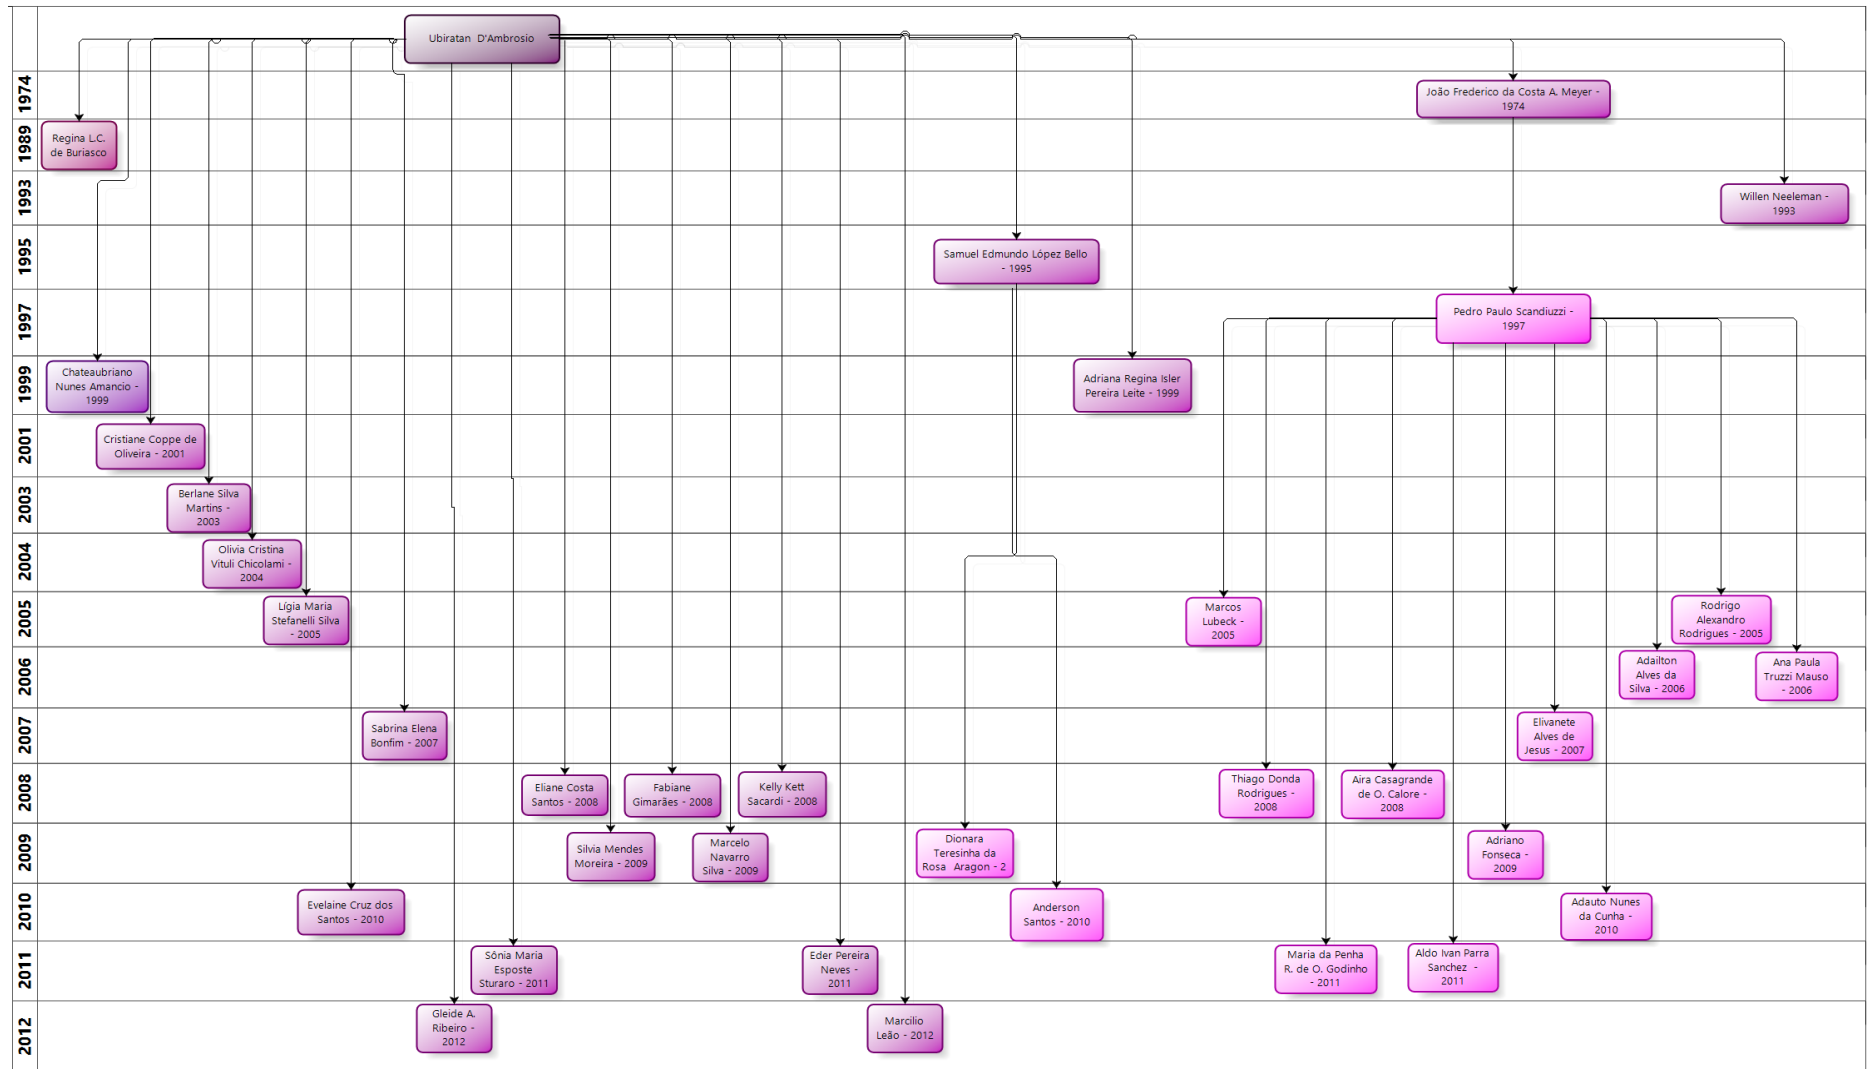 Ubiratan D'Ambrosio
1974
João Frederico da Costa A. Meyer -
1974
1989
Regina L.C.
de Buriasco
1993
Willen Neeleman -
1993
1995
Samuel Edmundo López Bello
- 1995
1997
Pedro Paulo Scandiuzzi -
1997
1999
Chateaubriano
Nunes Amancio -
1999
Adriana Regina Isler
Pereira Leite - 1999
2001
Cristiane Coppe de
Oliveira - 2001
2003
Berlane Silva
Martins -
2003
2004
Olivia Cristina
Vituli Chicolami -
2004
2005
Lígia Maria
Stefanelli Silva
- 2005
Marcos
Lubeck -
2005
Rodrigo
Alexandro
Rodrigues - 2005
2006
Adailton
Alves da
Silva - 2006
Ana Paula
Truzzi Mauso
- 2006
2007
Sabrina Elena
Bonfim - 2007
Elivanete
Alves de
Jesus - 2007
2008
Eliane Costa
Santos - 2008
Fabiane
Gimarães - 2008
Kelly Kett
Sacardi - 2008
Thiago Donda
Rodrigues -
2008
Aira Casagrande
de O. Calore -
2008
2009
Silvia Mendes
Moreira - 2009
Marcelo
Navarro
Silva - 2009
Dionara
Teresinha da
Rosa Aragon - 2
Adriano
Fonseca -
2009
2010
Evelaine Cruz dos
Santos - 2010
Anderson
Santos - 2010
Adauto Nunes
da Cunha -
2010
2011
Sônia Maria
Esposte
Sturaro - 2011
Eder Pereira
Neves -
2011
Maria da Penha
R. de O. Godinho
- 2011
Aldo Ivan Parra
Sanchez -
2011
2012
Gleide A.
Ribeiro -
2012
Marcilio
Leão - 2012